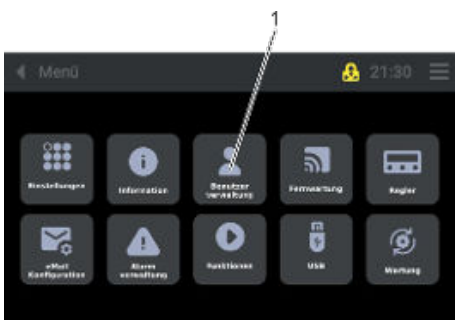 1
Menü 21:30
Einstellungen Information Benutzer Fernwartung Regler
verwaltung
eMail Alarm Funktionen USB Wartung
Konfiguration verwaltung